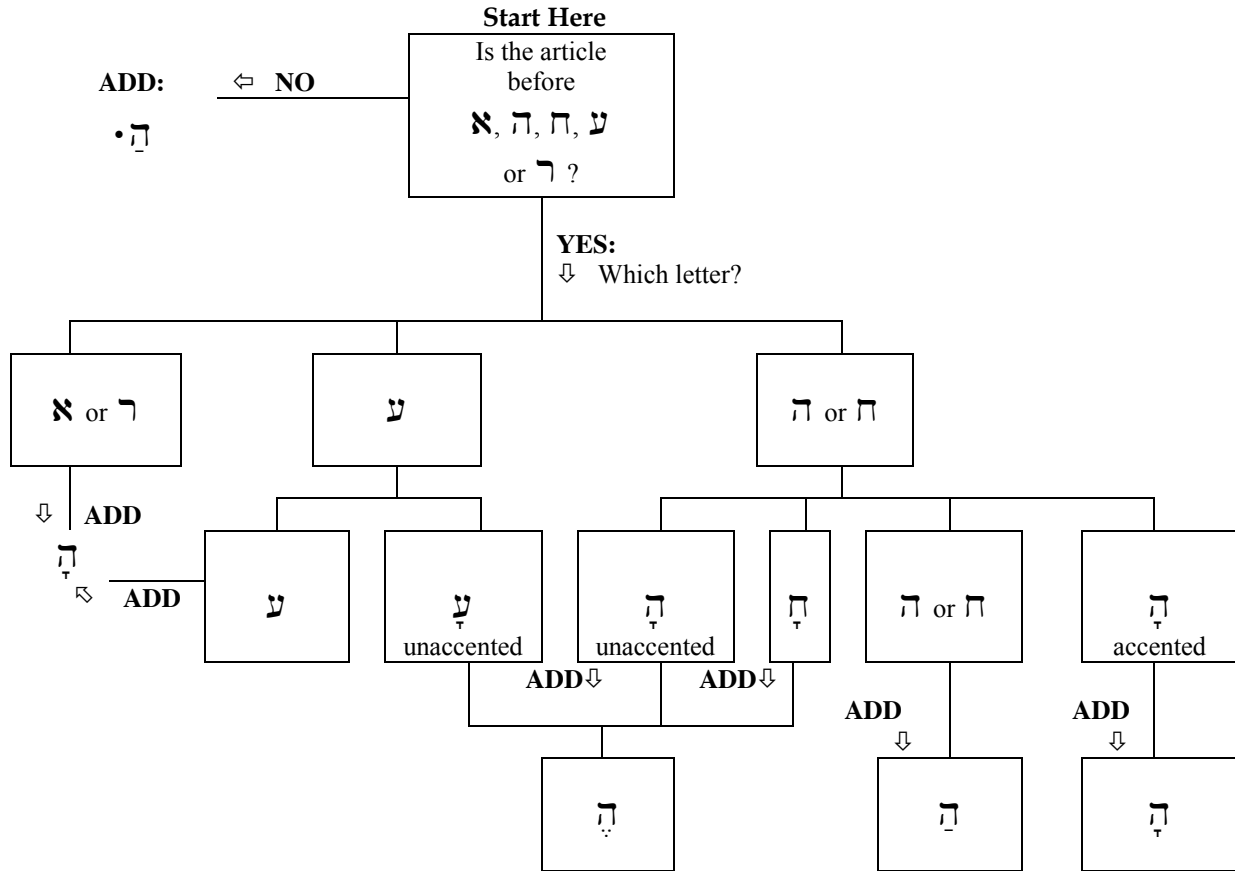 Start Here
Is the article
before
א, ה, ח, ע
or ר ?
ADD:
⇦ NO
הַ•
YES:
⇩ Which letter?
א or ר
ע
ה or ח
⇩ ADD
הָ
⇖ ADD
ע
עָ
unaccented
הָ
unaccented
חָ
ה or ח
הָ
accented
ADD⇩
ADD⇩
ADD
⇩
ADD
⇩
הֶ
הַ
הָ